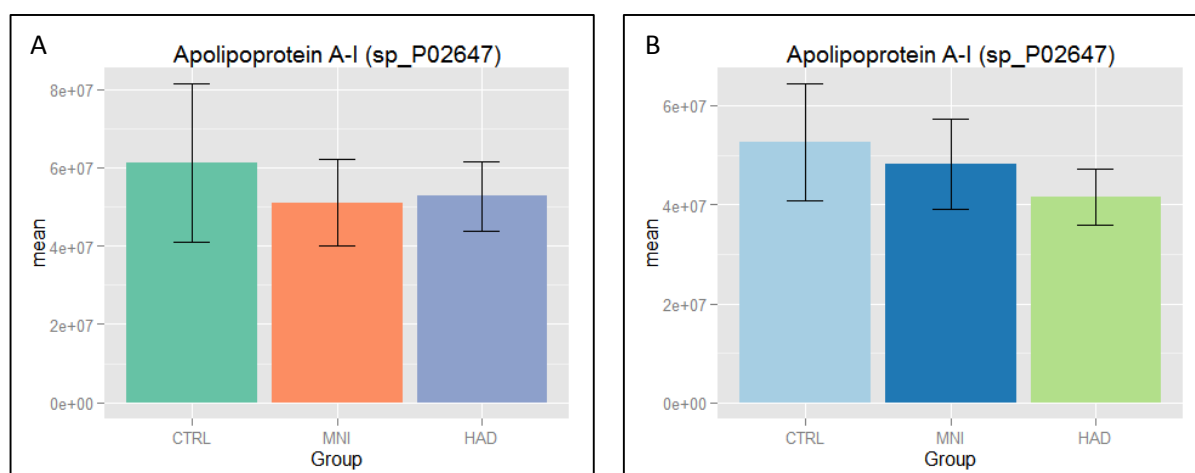 A
Apolipoprotein A-I (sp_P02647)
8e+07
6e+07
4e+07
2e+07
0e+00
mean
CTRL MNI HAD
Group
B
Apolipoprotein A-I (sp_P02647)
6e+07
4e+07
2e+07
0e+00
mean
CTRL MNI HAD
Group